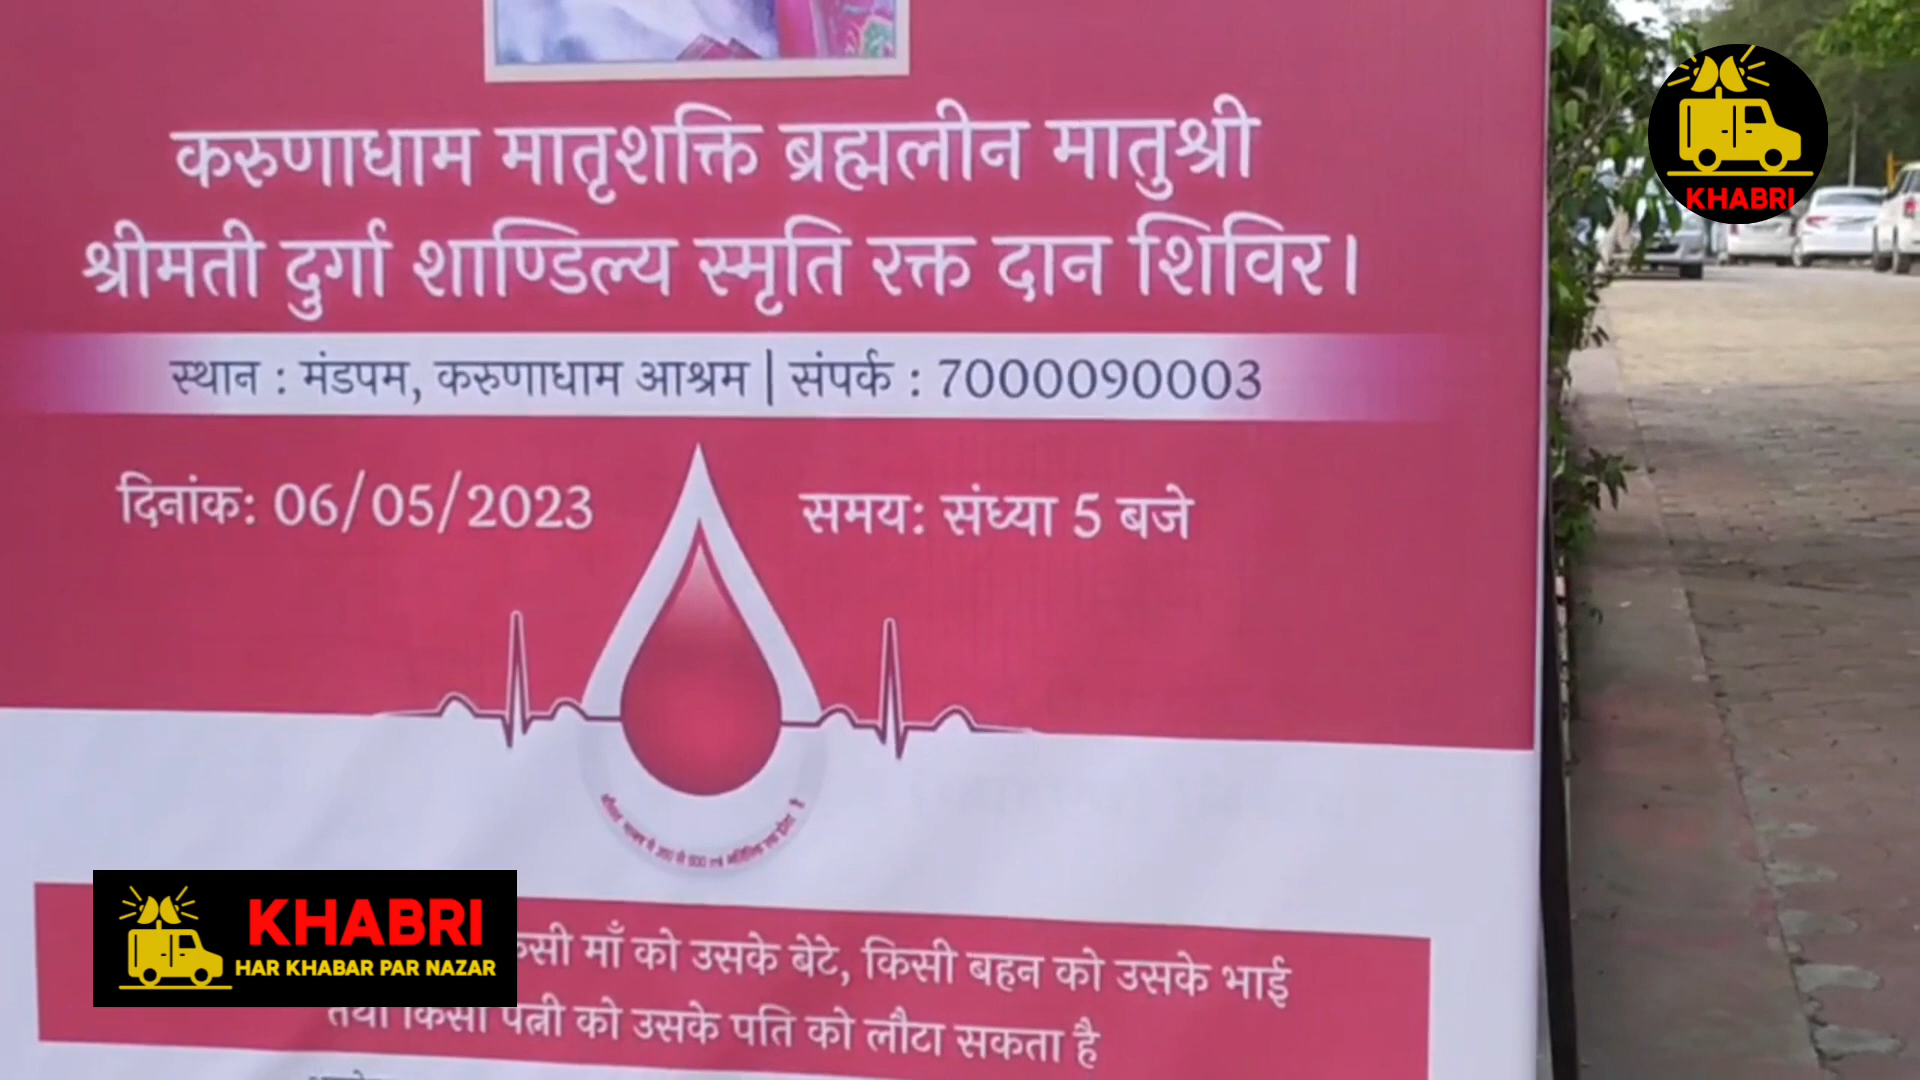 करुणाधाम मातृशक्ति ब्रह्मलीन मातुश्री
श्रीमती दुर्गा शाण्डिल्य स्मृति रक्त दान शिविर।
स्थान : मंडपम, करुणाधाम आश्रम | संपर्क : 7000090003
दिनांक: 06/05/2023
समय: संध्या 5 बजे
माँ को उसके बेटे, किसी बहन को उसके भाई
तथा किसी पत्नी को उसके पति को लौटा सकता है
KHABRI
KHABRI
HAR KHABAR PAR NAZAR